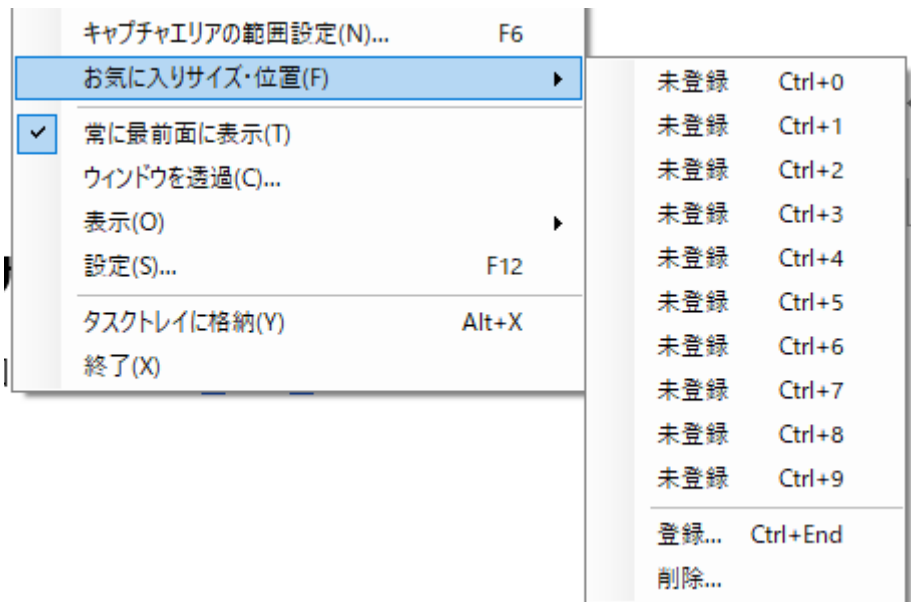 キャプチャエリアの範囲設定(N)... F6
お気に入りサイズ・位置(F)
常に最前面に表示(T)
ウィンドウを透過(C)...
表示(O)
設定(S)... F12
タスクトレイに格納(Y) Alt+X
終了(X)
未登録 Ctrl+0
未登録 Ctrl+1
未登録 Ctrl+2
未登録 Ctrl+3
未登録 Ctrl+4
未登録 Ctrl+5
未登録 Ctrl+6
未登録 Ctrl+7
未登録 Ctrl+8
未登録 Ctrl+9
登録... Ctrl+End
削除...